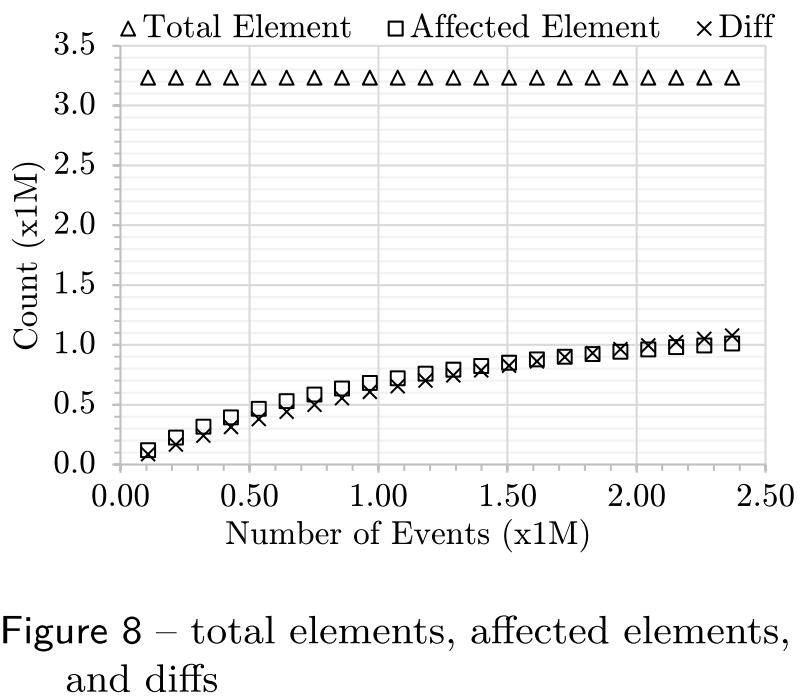 Total Element Affected Element Diff
3.5
3.0
2.5
2.0
1.5
1.0
0.5
0.0
Count (x1M)
0.00 0.50 1.00 1.50 2.00 2.50
Number of Events (x1M)
Figure 8 – total elements, affected elements,
and diffs